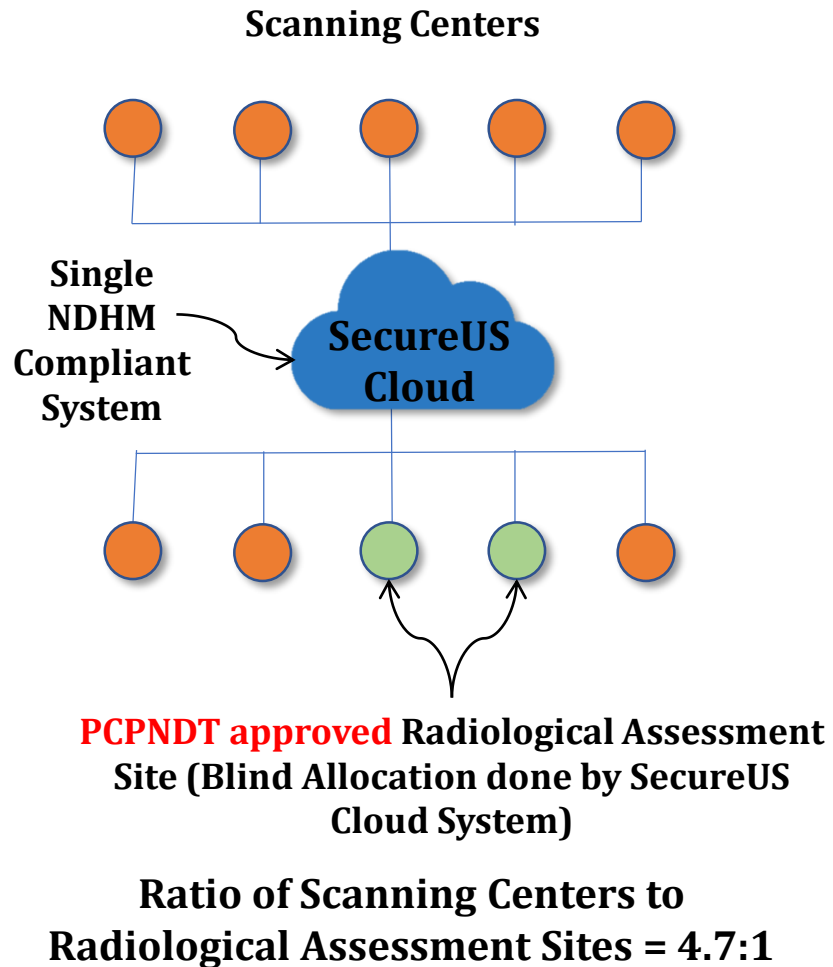 Scanning Centers
Single
NDHM
Compliant
System
SecureUS
Cloud
PCPNDT approved Radiological Assessment
Site (Blind Allocation done by SecureUS
Cloud System)
Ratio of Scanning Centers to
Radiological Assessment Sites = 4.7:1